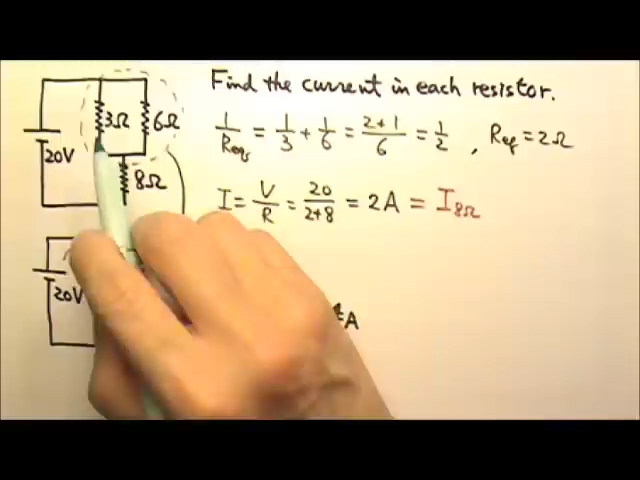 Find the current in each resistor.
3Ω 6Ω
1/Req = 1/3 + 1/6 = 2+1/6 = 1/2 , Req = 2Ω
20V
8Ω
I = V/R = 20/2+8 = 2A = I8Ω
20V
A